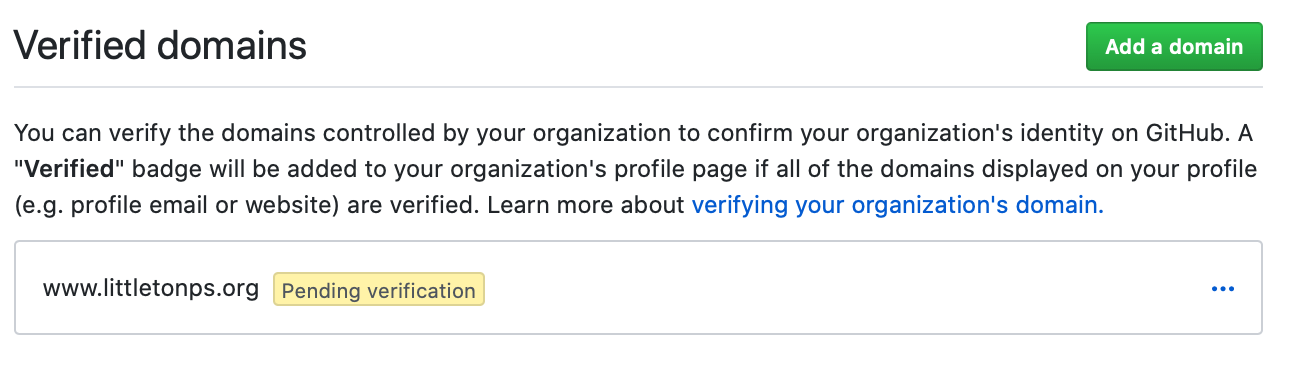 Verified domains
Add a domain
You can verify the domains controlled by your organization to confirm your organization's identity on GitHub. A
"Verified" badge will be added to your organization's profile page if all of the domains displayed on your profile
(e.g. profile email or website) are verified. Learn more about verifying your organization's domain.
www.littletonps.org Pending verification